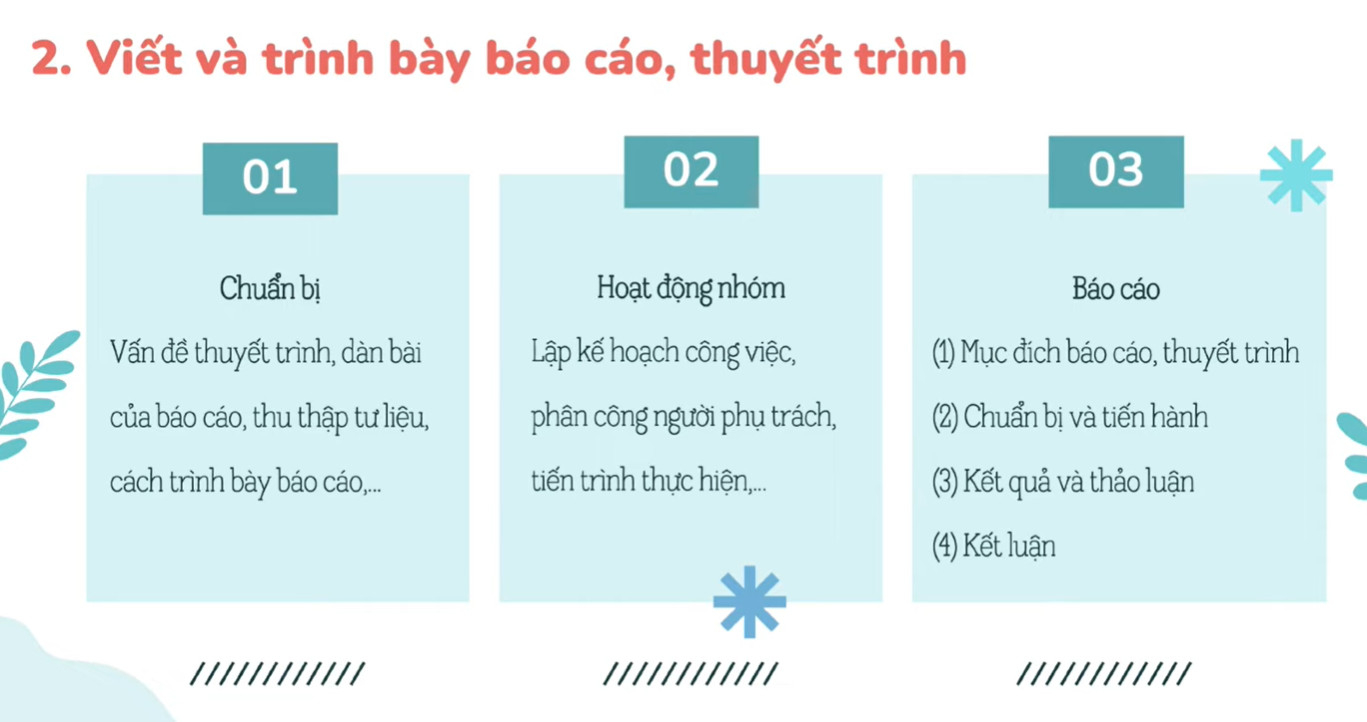 2. Viết và trình bày báo cáo, thuyết trình
01
Chuẩn bị
Vấn đề thuyết trình, dàn bài
của báo cáo, thu thập tư liệu,
cách trình bày báo cáo,...
02
Hoạt động nhóm
Lập kế hoạch công việc,
phân công người phụ trách,
tiến trình thực hiện,...
03
Báo cáo
(1) Mục đích báo cáo, thuyết trình
(2) Chuẩn bị và tiến hành
(3) Kết quả và thảo luận
(4) Kết luận